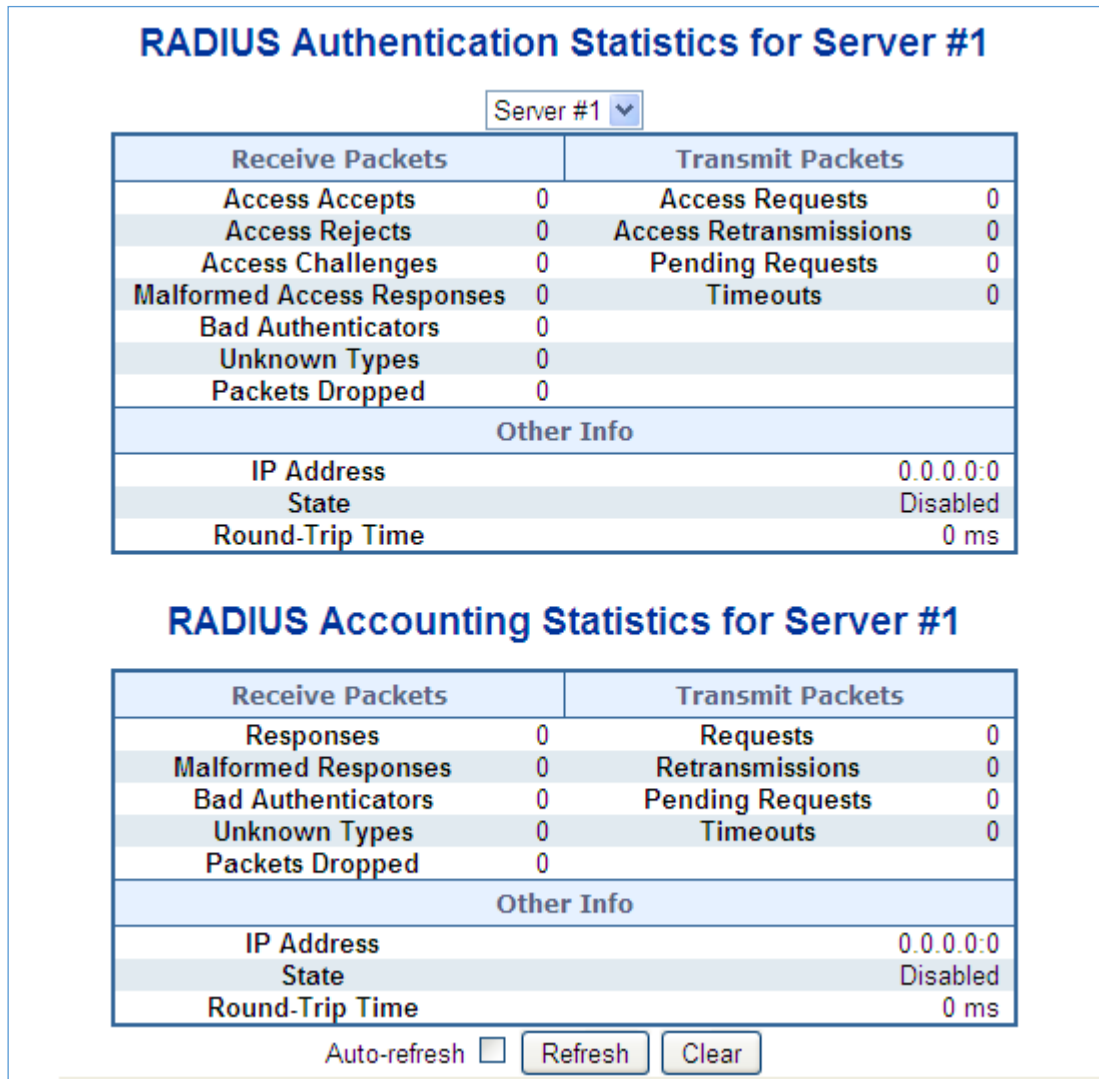 RADIUS Authentication Statistics for Server #1
Server #1
Receive Packets Transmit Packets
Access Accepts 0 Access Requests 0
Access Rejects 0 Access Retransmissions 0
Access Challenges 0 Pending Requests 0
Malformed Access Responses 0 Timeouts 0
Bad Authenticators 0
Unknown Types 0
Packets Dropped 0
Other Info
IP Address 0.0.0.0:0
State Disabled
Round-Trip Time 0 ms
RADIUS Accounting Statistics for Server #1
Receive Packets Transmit Packets
Responses 0 Requests 0
Malformed Responses 0 Retransmissions 0
Bad Authenticators 0 Pending Requests 0
Unknown Types 0 Timeouts 0
Packets Dropped 0
Other Info
IP Address 0.0.0.0:0
State Disabled
Round-Trip Time 0 ms
Auto-refresh Refresh Clear